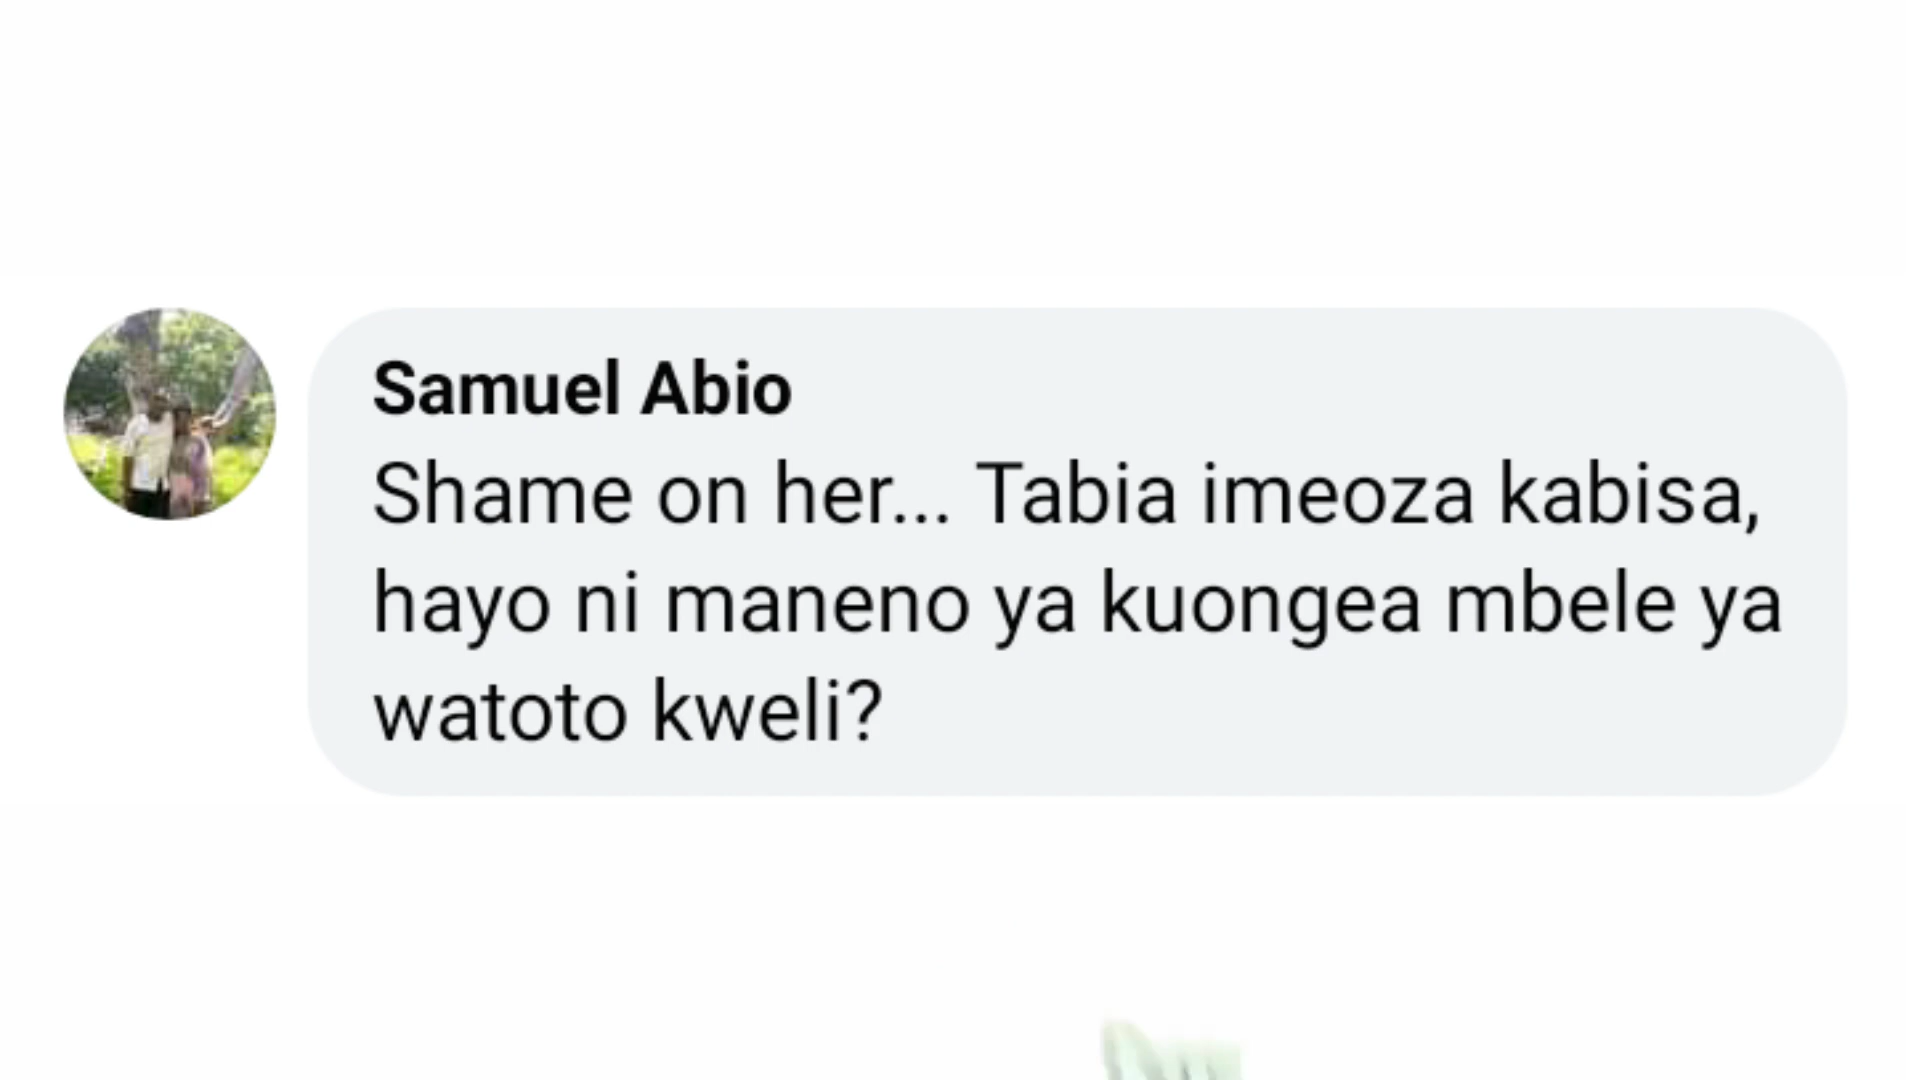 Samuel Abio
Shame on her... Tabia imeoza kabisa,
hayo ni maneno ya kuongea mbele ya
watoto kweli?